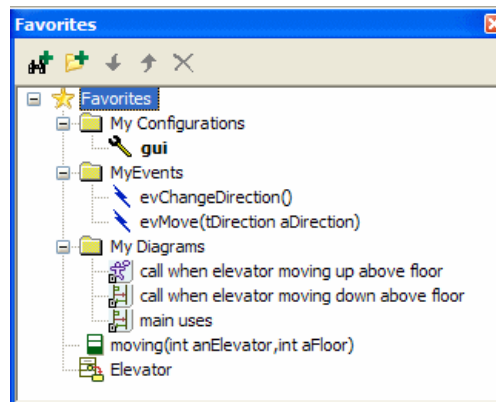 Favorites
Favorites
My Configurations
gui
MyEvents
evChangeDirection()
evMove(tDirection aDirection)
My Diagrams
call when elevator moving up above floor
call when elevator moving down above floor
main uses
moving(int anElevator,int aFloor)
Elevator